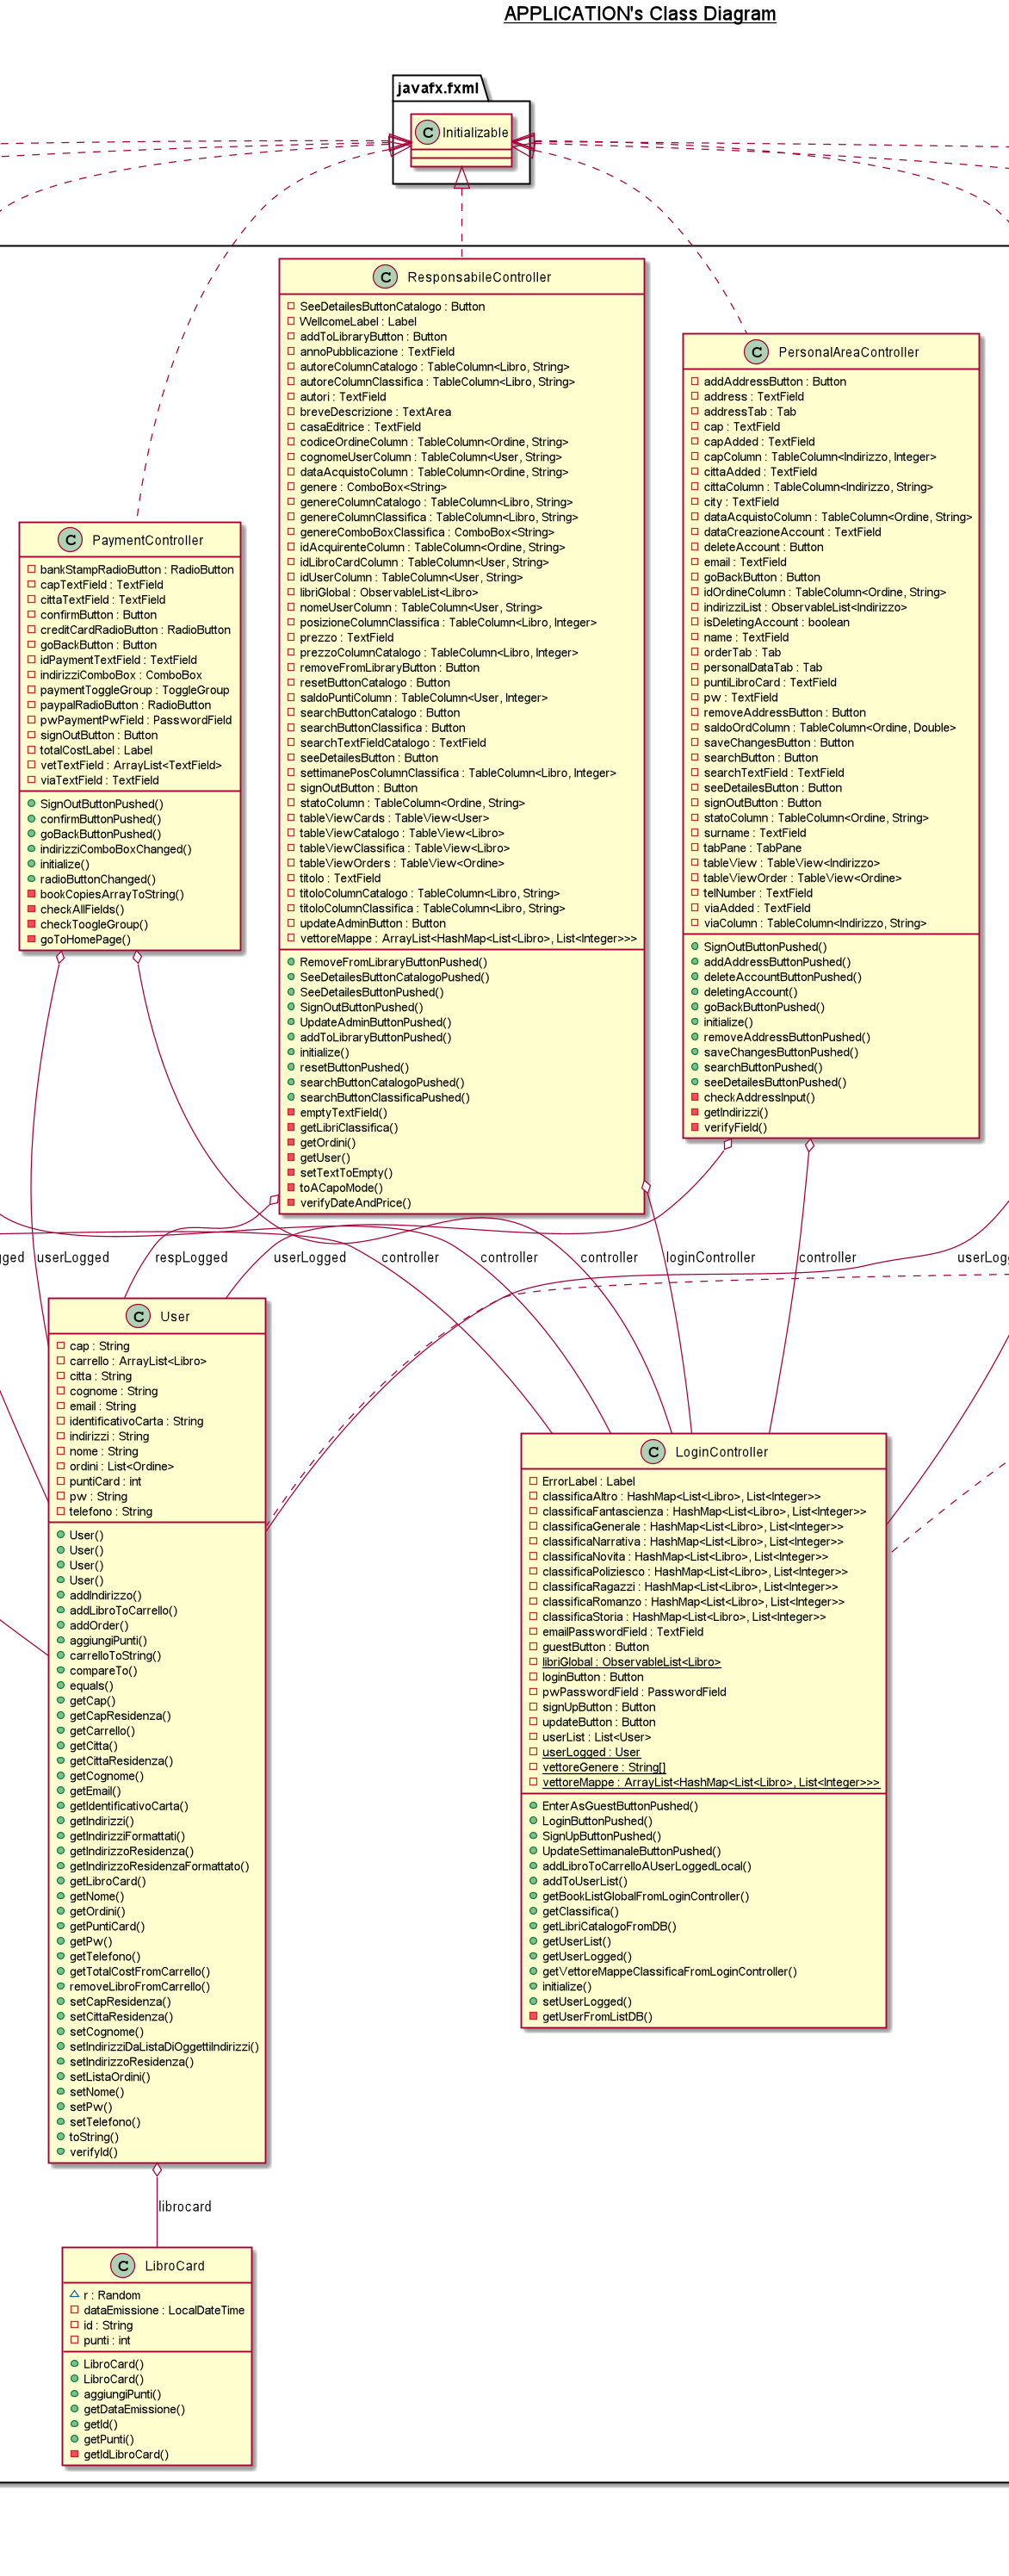 APPLICATION's Class Diagram
javafx.fxml
Initializable
ResponsabileController
SeeDetailesButtonCatalogo : Button
WellcomeLabel : Label
addToLibraryButton : Button
annoPubblicazione : TextField
autoreColumnCatalogo : TableColumn<Libro, String>
autoreColumnClassifica : TableColumn<Libro, String>
autori : TextField
breveDescrizione : TextArea
casaEditrice : TextField
codiceOrdineColumn : TableColumn<Ordine, String>
cognomeUserColumn : TableColumn<User, String>
dataAcquistoColumn : TableColumn<Ordine, String>
genere : ComboBox<String>
genereColumnCatalogo : TableColumn<Libro, String>
genereColumnClassifica : TableColumn<Libro, String>
genereComboBoxClassifica : ComboBox<String>
idAcquirenteColumn : TableColumn<Ordine, String>
idLibroCardColumn : TableColumn<User, String>
idUserColumn : TableColumn<User, String>
libriGlobal : ObservableList<Libro>
nomeUserColumn : TableColumn<User, String>
posizioneColumnClassifica : TableColumn<Libro, Integer>
prezzo : TextField
prezzoColumnCatalogo : TableColumn<Libro, Integer>
removeFromLibraryButton : Button
resetButtonCatalogo : Button
saldoPuntiColumn : TableColumn<User, Integer>
searchButtonCatalogo : Button
searchButtonClassifica : Button
searchTextFieldCatalogo : TextField
seeDetailesButton : Button
settimanePosColumnClassifica : TableColumn<Libro, Integer>
signOutButton : Button
statoColumn : TableColumn<Ordine, String>
tableViewCards : TableView<User>
tableViewCatalogo : TableView<Libro>
tableViewClassifica : TableView<Libro>
tableViewOrders : TableView<Ordine>
titolo : TextField
titoloColumnCatalogo : TableColumn<Libro, String>
titoloColumnClassifica : TableColumn<Libro, String>
updateAdminButton : Button
vettoreMappe : ArrayList<HashMap<List<Libro>, List<Integer>>>
RemoveFromLibraryButtonPushed()
SeeDetailesButtonCatalogoPushed()
SeeDetailesButtonPushed()
SignOutButtonPushed()
UpdateAdminButtonPushed()
addToLibraryButtonPushed()
initialize()
resetButtonPushed()
searchButtonCatalogoPushed()
searchButtonClassificaPushed()
emptyTextField()
getLibriClassifica()
getOrdini()
getUser()
setTextToEmpty()
toACapoMode()
verifyDateAndPrice()
PersonalAreaController
addAddressButton : Button
address : TextField
addressTab : Tab
cap : TextField
capAdded : TextField
capColumn : TableColumn<Indirizzo, Integer>
cittaAdded : TextField
cittaColumn : TableColumn<Indirizzo, String>
city : TextField
dataAcquistoColumn : TableColumn<Ordine, String>
dataCreazioneAccount : TextField
deleteAccount : Button
email : TextField
goBackButton : Button
idOrdineColumn : TableColumn<Ordine, String>
indirizziList : ObservableList<Indirizzo>
isDeletingAccount : boolean
name : TextField
orderTab : Tab
personalDataTab : Tab
puntiLibroCard : TextField
pw : TextField
removeAddressButton : Button
saldoOrdColumn : TableColumn<Ordine, Double>
saveChangesButton : Button
searchButton : Button
searchTextField : TextField
seeDetailesButton : Button
signOutButton : Button
statoColumn : TableColumn<Ordine, String>
surname : TextField
tabPane : TabPane
tableView : TableView<Indirizzo>
tableViewOrder : TableView<Ordine>
telNumber : TextField
viaAdded : TextField
viaColumn : TableColumn<Indirizzo, String>
SignOutButtonPushed()
addAddressButtonPushed()
deleteAccountButtonPushed()
deletingAccount()
goBackButtonPushed()
initialize()
removeAddressButtonPushed()
saveChangesButtonPushed()
searchButtonPushed()
seeDetailesButtonPushed()
checkAddressInput()
getIndirizzi()
verifyField()
PaymentController
bankStampRadioButton : RadioButton
capTextField : TextField
cittaTextField : TextField
confirmButton : Button
creditCardRadioButton : RadioButton
goBackButton : Button
idPaymentTextField : TextField
indirizziComboBox : ComboBox
paymentToggleGroup : ToggleGroup
paypalRadioButton : RadioButton
pwPaymentPwField : PasswordField
signOutButton : Button
totalCostLabel : Label
vetTextField : ArrayList<TextField>
viaTextField : TextField
SignOutButtonPushed()
confirmButtonPushed()
goBackButtonPushed()
indirizziComboBoxChanged()
initialize()
radioButtonChanged()
bookCopiesArrayToString()
checkAllFields()
checkToogleGroup()
goToHomePage()
gged userLogged respLogged userLogged controller controller controller loginController controller userLogg
User
cap : String
carrello : ArrayList<Libro>
citta : String
cognome : String
email : String
identificativoCarta : String
indirizzi : String
nome : String
ordini : List<Ordine>
puntiCard : int
pw : String
telefono : String
User()
User()
User()
User()
addIndirizzo()
addLibroToCarrello()
addOrder()
aggiungiPunti()
carrelloToString()
compareTo()
equals()
getCap()
getCapResidenza()
getCarrello()
getCitta()
getCittaResidenza()
getCognome()
getEmail()
getIdentificativoCarta()
getIndirizzi()
getIndirizziFormattati()
getIndirizzoResidenza()
getIndirizzoResidenzaFormattato()
getLibroCard()
getNome()
getOrdini()
getPuntiCard()
getPw()
getTelefono()
getTotalCostFromCarrello()
removeLibroFromCarrello()
setCapResidenza()
setCittaResidenza()
setCognome()
setIndirizziDaListaDiOggettiIndirizzi()
setIndirizzoResidenza()
setListaOrdini()
setNome()
setPw()
setTelefono()
toString()
verifyId()
LoginController
ErrorLabel : Label
classificaAltro : HashMap<List<Libro>, List<Integer>>
classificaFantascienza : HashMap<List<Libro>, List<Integer>>
classificaGenerale : HashMap<List<Libro>, List<Integer>>
classificaNarrativa : HashMap<List<Libro>, List<Integer>>
classificaNovita : HashMap<List<Libro>, List<Integer>>
classificaPoliziesco : HashMap<List<Libro>, List<Integer>>
classificaRagazzi : HashMap<List<Libro>, List<Integer>>
classificaRomanzo : HashMap<List<Libro>, List<Integer>>
classificaStoria : HashMap<List<Libro>, List<Integer>>
emailPasswordField : TextField
guestButton : Button
libriGlobal : ObservableList<Libro>
loginButton : Button
pwPasswordField : PasswordField
signUpButton : Button
updateButton : Button
userList : List<User>
userLogged : User
vettoreGenere : String[]
vettoreMappe : ArrayList<HashMap<List<Libro>, List<Integer>>>
EnterAsGuestButtonPushed()
LoginButtonPushed()
SignUpButtonPushed()
UpdateSettimanaleButtonPushed()
addLibroToCarrelloAUserLoggedLocal()
addToUserList()
getBookListGlobalFromLoginController()
getClassifica()
getLibriCatalogoFromDB()
getUserList()
getUserLogged()
getVettoreMappeClassificaFromLoginController()
initialize()
setUserLogged()
getUserFromListDB()
librocard
LibroCard
r : Random
dataEmissione : LocalDateTime
id : String
punti : int
LibroCard()
LibroCard()
aggiungiPunti()
getDataEmissione()
getId()
getPunti()
getIdLibroCard()